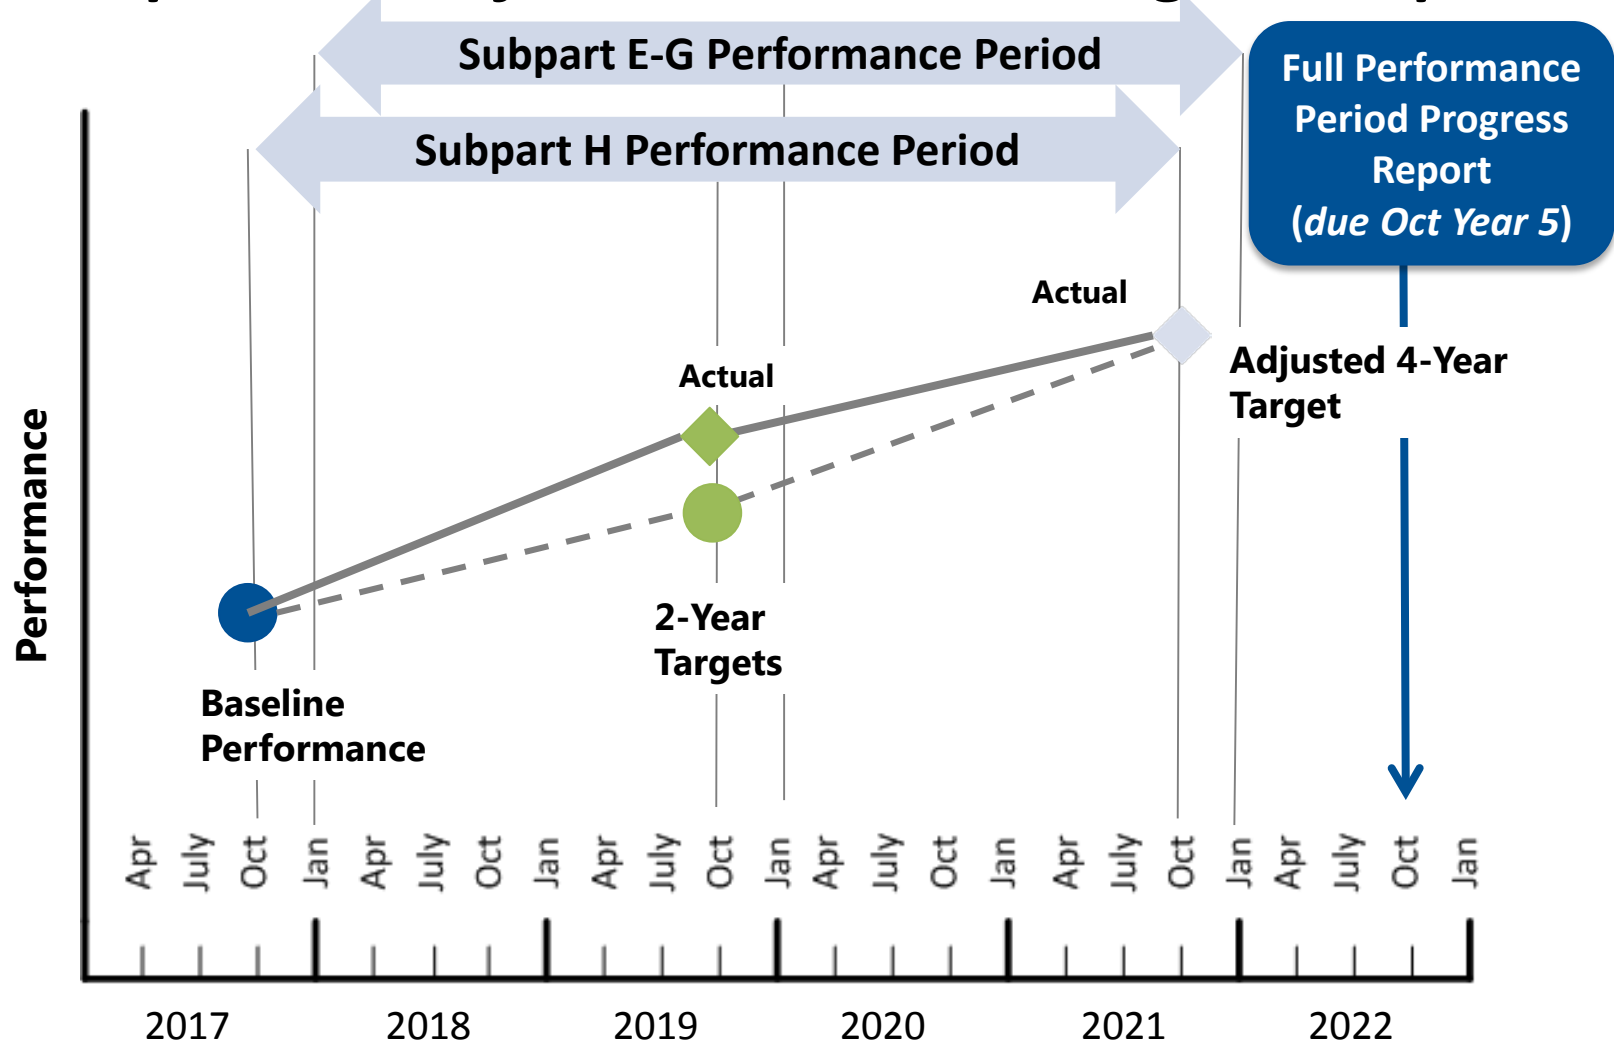 Subpart E-G Performance Period
Subpart H Performance Period
Full Performance
Period Progress
Report
(due Oct Year 5)
Actual
Actual
Adjusted 4-Year
Target
Performance
2-Year
Targets
Baseline
Performance
Apr July Oct Jan Apr July Oct Jan Apr July Oct Jan Apr July Oct Jan Apr July Oct Jan Apr July Oct Jan
2017 2018 2019 2020 2021 2022